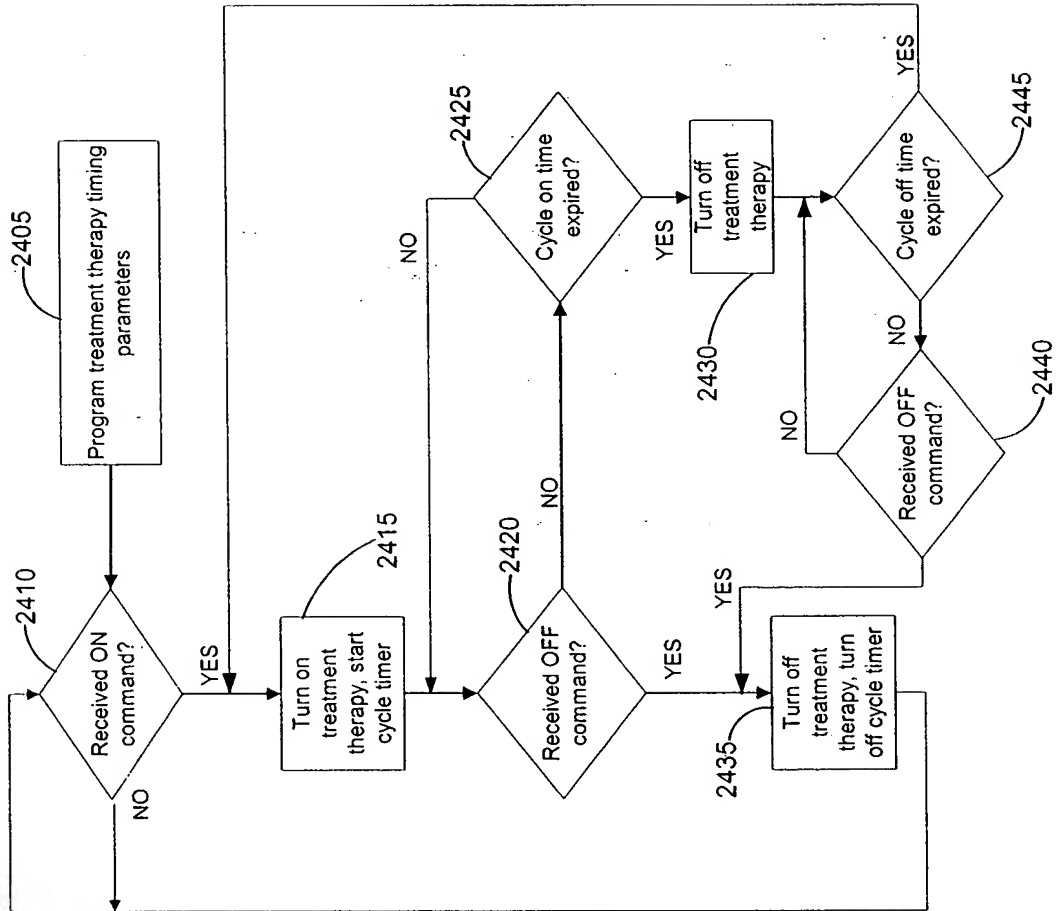 2405
Program treatment therapy timing
parameters
2410
Received ON
command?
NO
YES
2415
Turn on
treatment
therapy, start
cycle timer
2420
Received OFF
command?
NO
YES
2425
Cycle on time
expired?
NO
YES
2430
Turn off
treatment
therapy
2435
Turn off
treatment
therapy, turn
off cycle timer
YES
2440
Received OFF
command?
NO
NO
2445
Cycle off time
expired?
YES